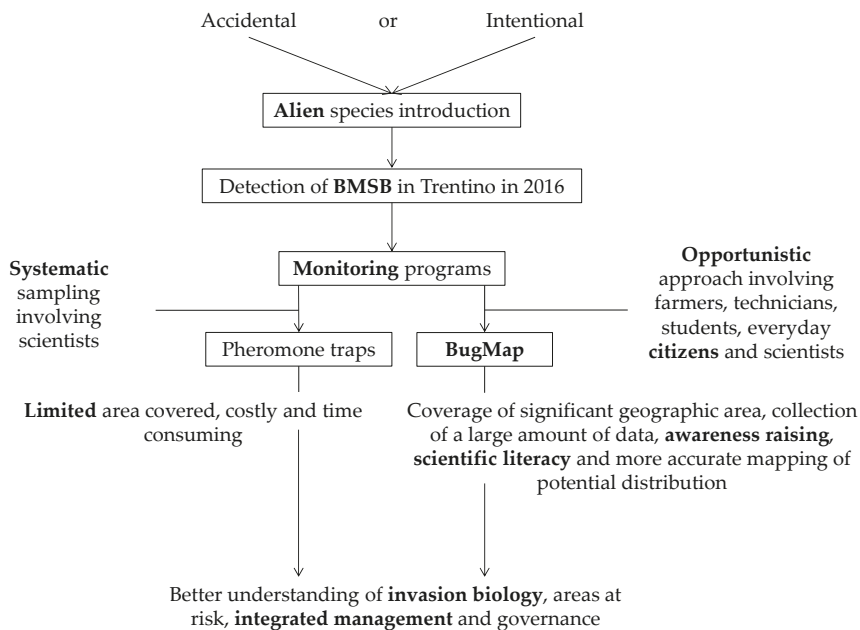 Accidental or Intentional
Alien species introduction
Detection of BMSB in Trentino in 2016
Monitoring programs
Systematic
sampling
involving
scientists
Opportunistic
approach involving
farmers, technicians,
students, everyday
citizens and scientists
Pheromone traps
BugMap
Limited area covered, costly and time
consuming
Coverage of significant geographic area, collection
of a large amount of data, awareness raising,
scientific literacy and more accurate mapping of
potential distribution
Better understanding of invasion biology, areas at
risk, integrated management and governance